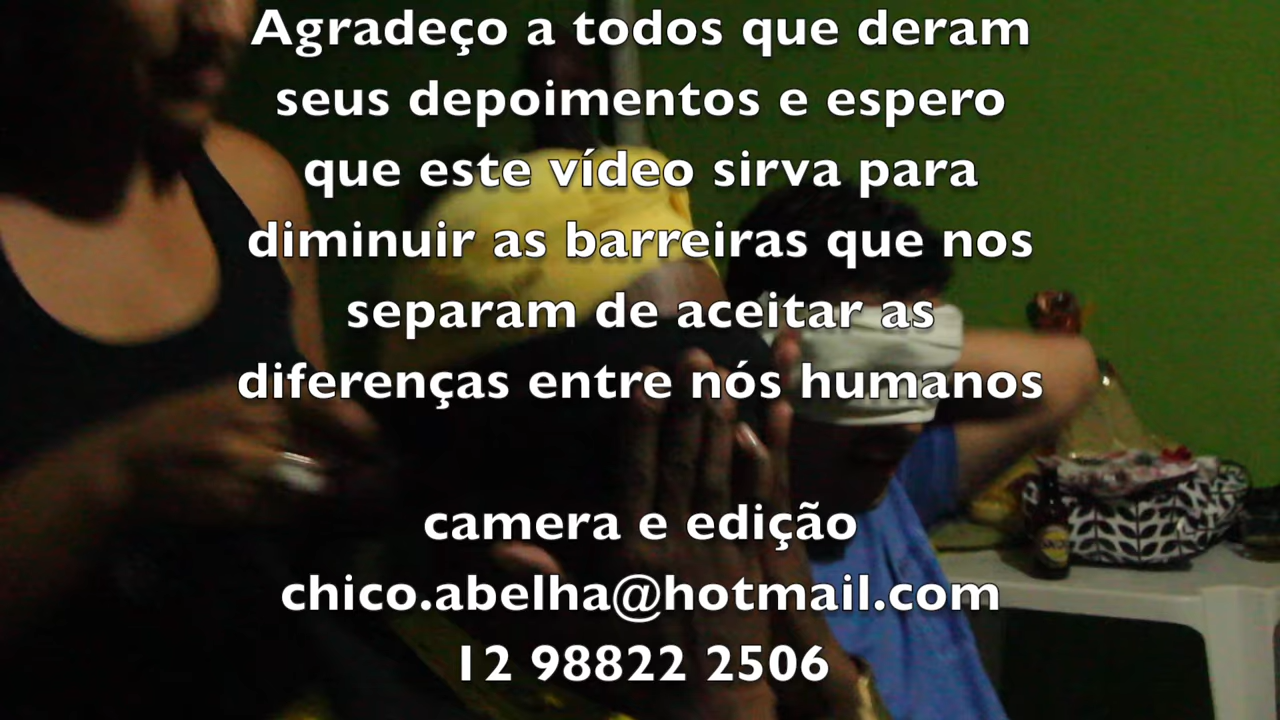 Agradeço a todos que deram
seus depoimentos e espero
que este vídeo sirva para
diminuir as barreiras que nos
separam de aceitar as
diferenças entre nós humanos
camera e edição
chico.abelha@hotmail.com
12 98822 2506